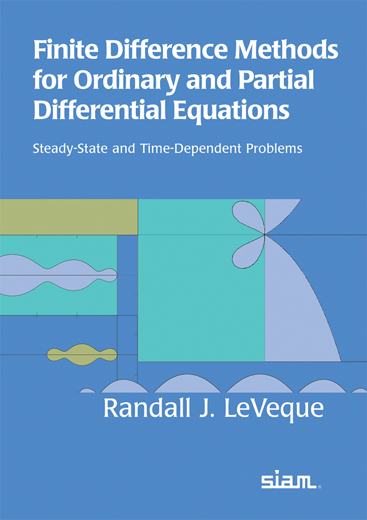 Finite Difference Methods
for Ordinary and Partial
Differential Equations
Steady-State and Time-Dependent Problems
Randall J. LeVeque
siam.